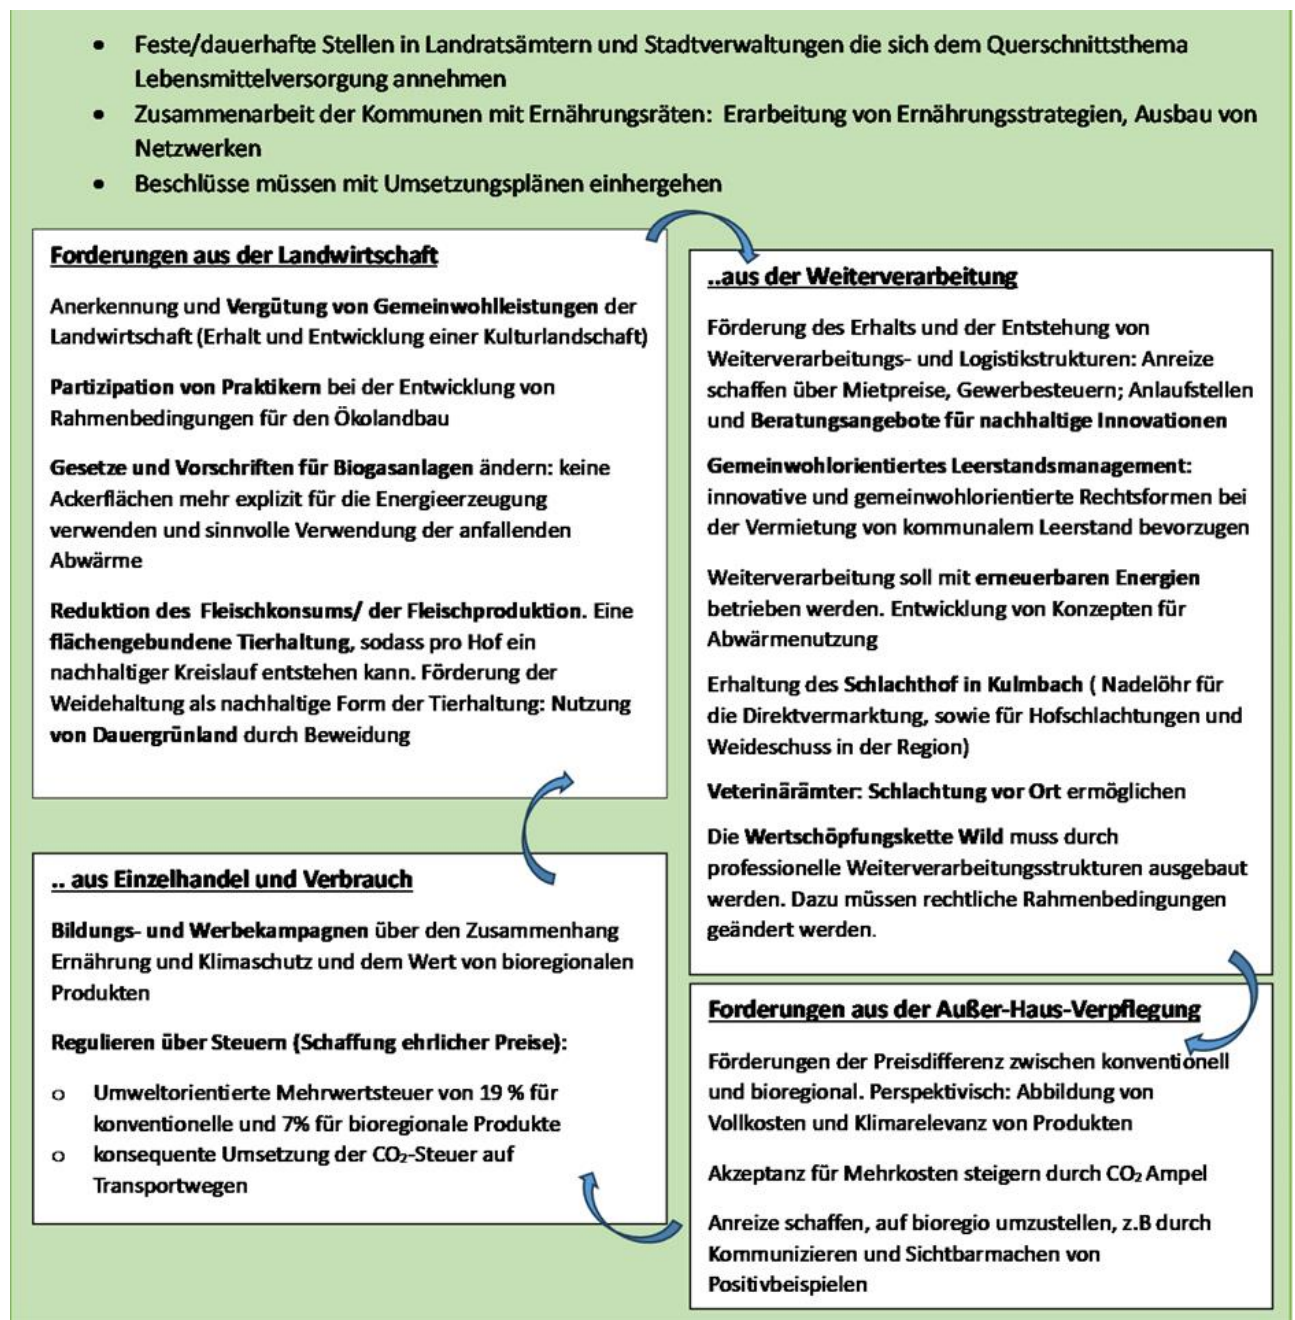 • Feste/dauerhafte Stellen in Landratsämtern und Stadtverwaltungen die sich dem Querschnittsthema
Lebensmittelversorgung annehmen
• Zusammenarbeit der Kommunen mit Ernährungsräten: Erarbeitung von Ernährungsstrategien, Ausbau von
Netzwerken
• Beschlüsse müssen mit Umsetzungsplänen einhergehen
Forderungen aus der Landwirtschaft
Anerkennung und Vergütung von Gemeinwohlleistungen der
Landwirtschaft (Erhalt und Entwicklung einer Kulturlandschaft)
Partizipation von Praktikern bei der Entwicklung von
Rahmenbedingungen für den Ökolandbau
Gesetze und Vorschriften für Biogasanlagen ändern: keine
Ackerflächen mehr explizit für die Energieerzeugung
verwenden und sinnvolle Verwendung der anfallenden
Abwärme
Reduktion des Fleischkonsums/ der Fleischproduktion. Eine
flächengebundene Tierhaltung, sodass pro Hof ein
nachhaltiger Kreislauf entstehen kann. Förderung der
Weidehaltung als nachhaltige Form der Tierhaltung: Nutzung
von Dauergrünland durch Beweidung
..aus der Weiterverarbeitung
Förderung des Erhalts und der Entstehung von
Weiterverarbeitungs- und Logistikstrukturen: Anreize
schaffen über Mietpreise, Gewerbesteuern; Anlaufstellen
und Beratungsangebote für nachhaltige Innovationen
Gemeinwohlorientiertes Leerstandsmanagement:
innovative und gemeinwohlorientierte Rechtsformen bei
der Vermietung von kommunalem Leerstand bevorzugen
Weiterverarbeitung soll mit erneuerbaren Energien
betrieben werden. Entwicklung von Konzepten für
Abwärmenutzung
Erhaltung des Schlachthof in Kulmbach ( Nadelöhr für
die Direktvermarktung, sowie für Hofschlachtungen und
Weideschuss in der Region)
Veterinärämter: Schlachtung vor Ort ermöglichen
Die Wertschöpfungskette Wild muss durch
professionelle Weiterverarbeitungsstrukturen ausgebaut
werden. Dazu müssen rechtliche Rahmenbedingungen
geändert werden.
Forderungen aus der Außer-Haus-Verpflegung
Förderungen der Preisdifferenz zwischen konventionell
und bioregional. Perspektivisch: Abbildung von
Vollkosten und Klimarelevanz von Produkten
Akzeptanz für Mehrkosten steigern durch CO₂ Ampel
Anreize schaffen, auf bioregio umzustellen, z.B durch
Kommunizieren und Sichtbarmachen von
Positivbeispielen
.. aus Einzelhandel und Verbrauch
Bildungs- und Werbekampagnen über den Zusammenhang
Ernährung und Klimaschutz und dem Wert von bioregionalen
Produkten
Regulieren über Steuern (Schaffung ehrlicher Preise):
o Umweltorientierte Mehrwertsteuer von 19 % für
konventionelle und 7% für bioregionale Produkte
o konsequente Umsetzung der CO₂-Steuer auf
Transportwegen